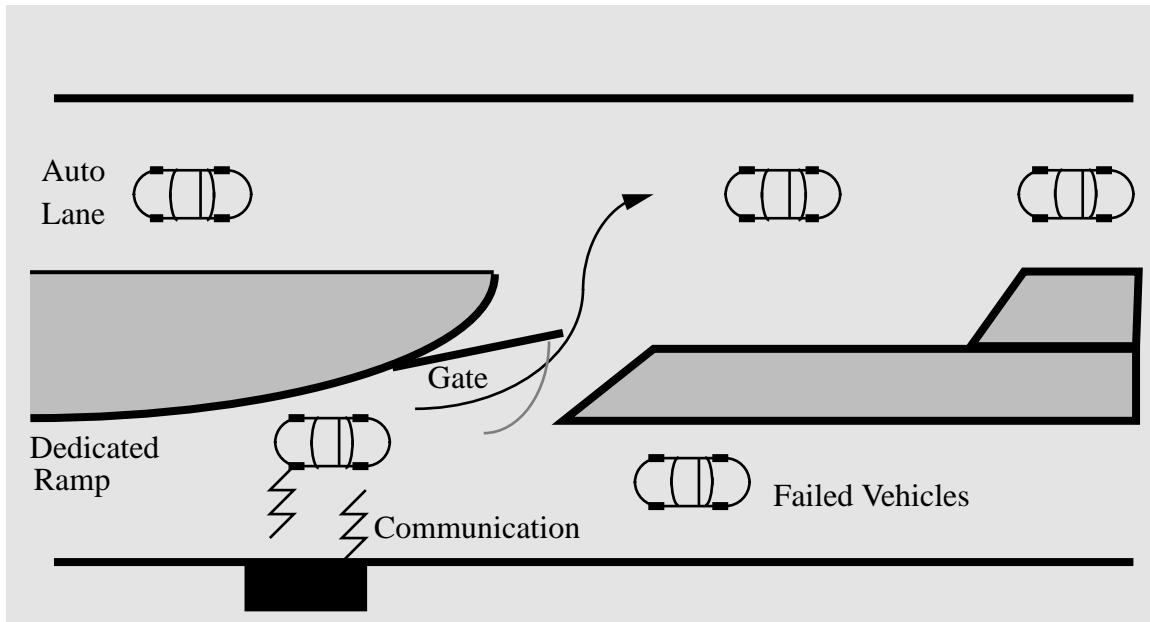 Auto
Lane
Gate
Dedicated
Ramp
Failed Vehicles
Communication